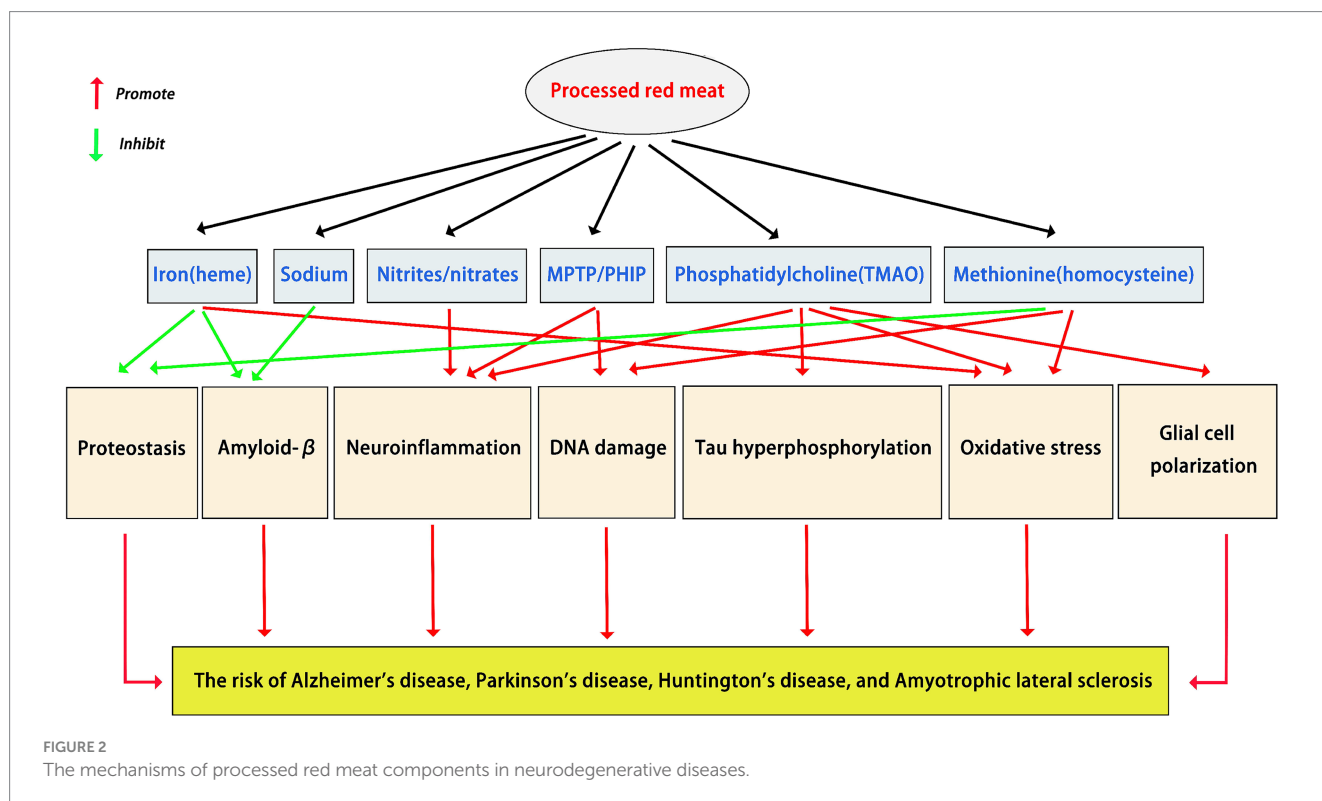 Processed red meat
Promote
Inhibit
Iron(heme)
Sodium
Nitrites/nitrates
MPTP/PHIP
Phosphatidylcholine(TMAO)
Methionine(homocysteine)
Proteostasis
Amyloid- β
Neuroinflammation
DNA damage
Tau hyperphosphorylation
Oxidative stress
Glial cell
polarization
The risk of Alzheimer's disease, Parkinson's disease, Huntington's disease, and Amyotrophic lateral sclerosis
FIGURE 2
The mechanisms of processed red meat components in neurodegenerative diseases.